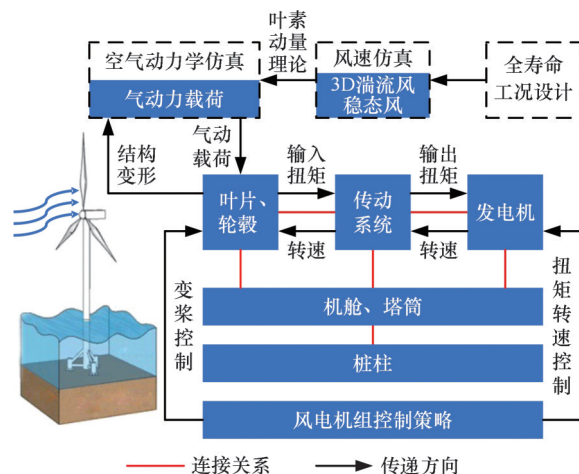 叶素
动量
理论
空气动力学仿真
气动力载荷
风速仿真
3D湍流风
稳态风
全寿命
工况设计
结构
变形
气动
载荷
输入
扭矩
输出
扭矩
叶片、
轮毂
传动
系统
发电机
转速
转速
变桨控制
机舱、塔筒
扭矩转速控制
桩柱
风电机组控制策略
连接关系
传递方向